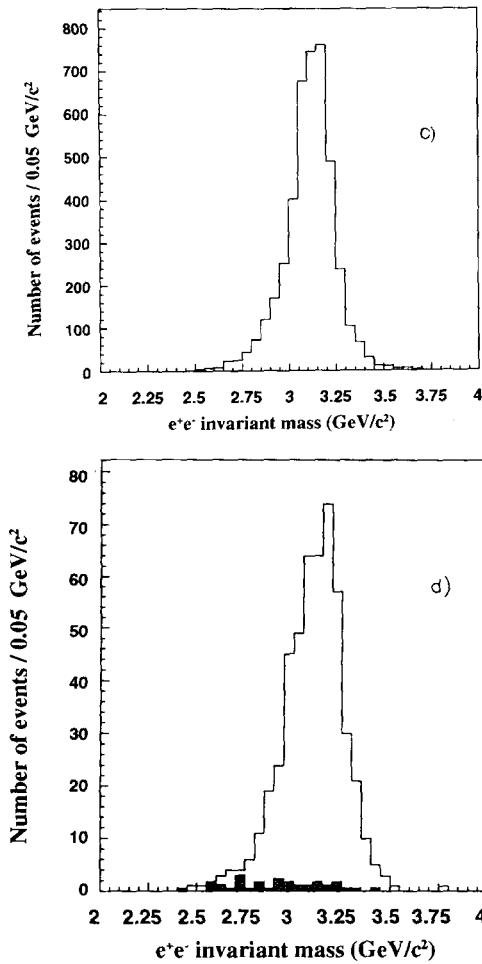 800
700
600
500
400
300
200
100
0
Number of events / 0.05 GeV/c²
c)
2 2.25 2.5 2.75 3 3.25 3.5 3.75 4
e⁺e⁻ invariant mass (GeV/c²)
80
70
60
50
40
30
20
10
0
Number of events / 0.05 GeV/c²
d)
2 2.25 2.5 2.75 3 3.25 3.5 3.75 4
e⁺e⁻ invariant mass (GeV/c²)